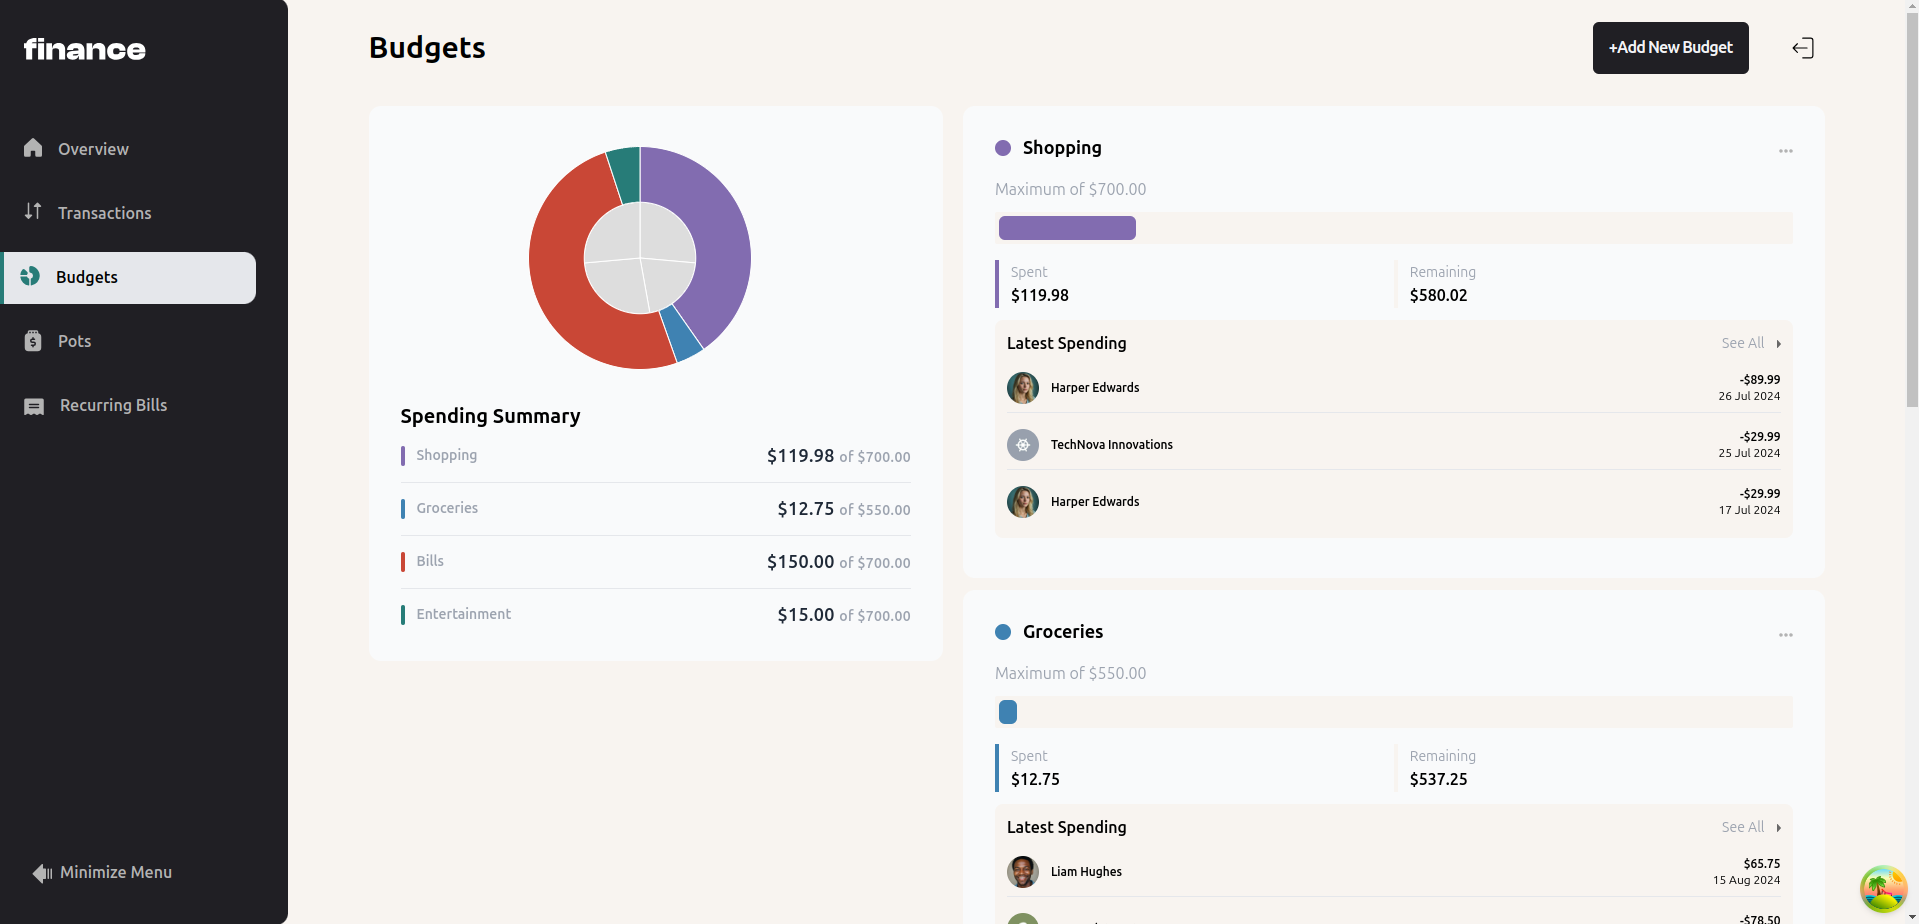 finance
Overview
Transactions
Budgets
Pots
Recurring Bills
Minimize Menu
Budgets
+Add New Budget
Spending Summary
Shopping $119.98 of $700.00
Groceries $12.75 of $550.00
Bills $150.00 of $700.00
Entertainment $15.00 of $700.00
Shopping
Maximum of $700.00
Spent Remaining
$119.98 $580.02
Latest Spending See All
Harper Edwards -$89.99
26 Jul 2024
TechNova Innovations -$29.99
25 Jul 2024
Harper Edwards -$29.99
17 Jul 2024
Groceries
Maximum of $550.00
Spent Remaining
$12.75 $537.25
Latest Spending See All
Liam Hughes $65.75
15 Aug 2024
-$78.50